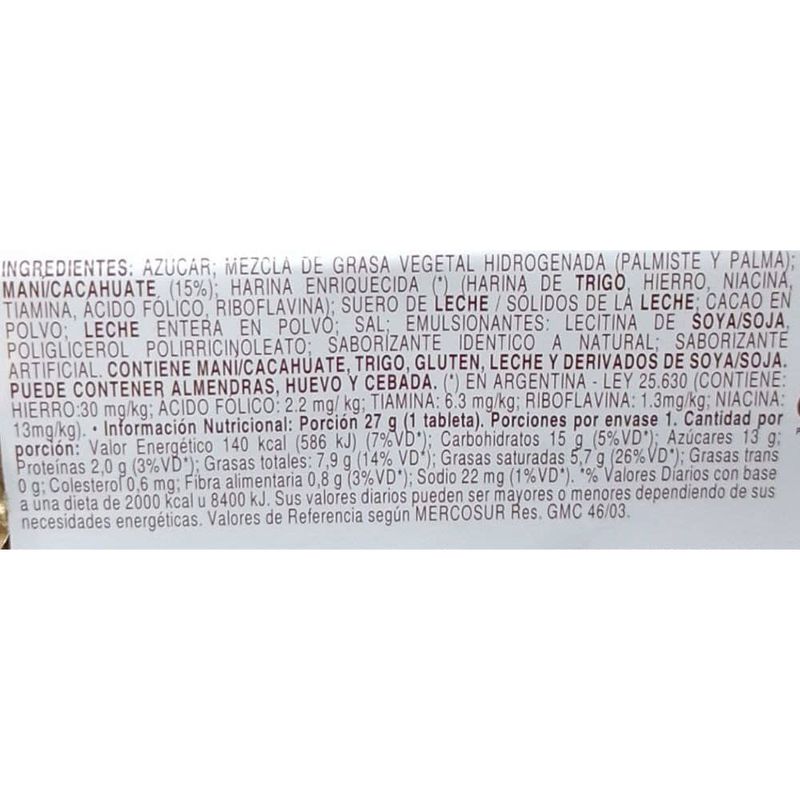 INGREDIENTES: AZÚCAR; MEZCLA DE GRASA VEGETAL HIDROGENADA (PALMISTE Y PALMA);
MANÍ/CACAHUATE (15%); HARINA ENRIQUECIDA (*) (HARINA DE TRIGO, HIERRO, NIACINA,
TIAMINA, ÁCIDO FÓLICO, RIBOFLAVINA); SUERO DE LECHE / SÓLIDOS DE LA LECHE; CACAO EN
POLVO; LECHE ENTERA EN POLVO; SAL; EMULSIONANTES: LECITINA DE SOYA/SOJA,
POLIGLICEROL POLIRRICINOLEATO; SABORIZANTE IDENTICO A NATURAL; SABORIZANTE
ARTIFICIAL. CONTIENE MANÍ/CACAHUATE, TRIGO, GLUTEN, LECHE Y DERIVADOS DE SOYA/SOJA.
PUEDE CONTENER ALMENDRAS, HUEVO Y CEBADA. (*) EN ARGENTINA - LEY 25.630 (CONTIENE:
HIERRO:30 mg/kg; ÁCIDO FÓLICO: 2.2 mg/ kg; TIAMINA: 6.3 mg/kg; RIBOFLAVINA: 1.3mg/kg; NIACINA:
13mg/kg). • Información Nutricional: Porción 27 g (1 tableta). Porciones por envase 1. Cantidad por
porción: Valor Energético 140 kcal (586 kJ) (7%VD*); Carbohidratos 15 g (5%VD*); Azúcares 13 g;
Proteínas 2,0 g (3%VD*); Grasas totales: 7,9 g (14% VD*); Grasas saturadas 5,7 g (26%VD*); Grasas trans
0 g; Colesterol 0,6 mg; Fibra alimentaria 0,8 g (3%VD*); Sodio 22 mg (1%VD*). *% Valores Diarios con base
a una dieta de 2000 kcal u 8400 kJ. Sus valores diarios pueden ser mayores o menores dependiendo de sus
necesidades energéticas. Valores de Referencia según MERCOSUR Res. GMC 46/03.